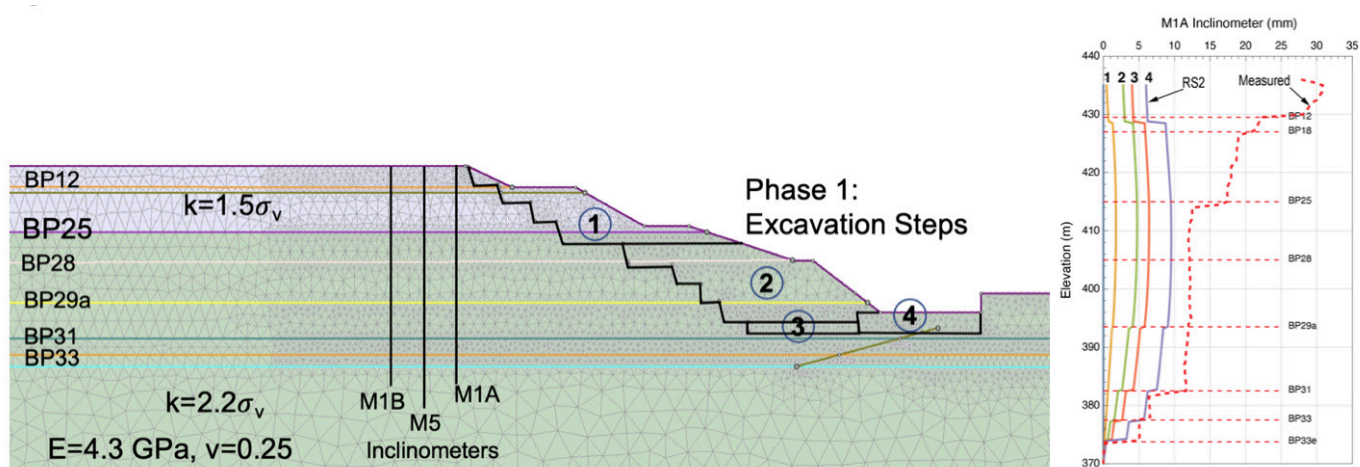 BP12
k=1.5σv
BP25
BP28
BP29a
BP31
BP33
k=2.2σv
E=4.3 GPa, v=0.25
M1B
M5
M1A
Inclinometers
Phase 1:
Excavation Steps
1
2
3
4
M1A Inclinometer (mm)
0 5 10 15 20 25 30 35
440
430
420
410
400
390
380
370
Elevation (m)
1 2 3 4
RS2
Measured
BP12
BP18
BP25
BP28
BP29a
BP31
BP33
BP33e